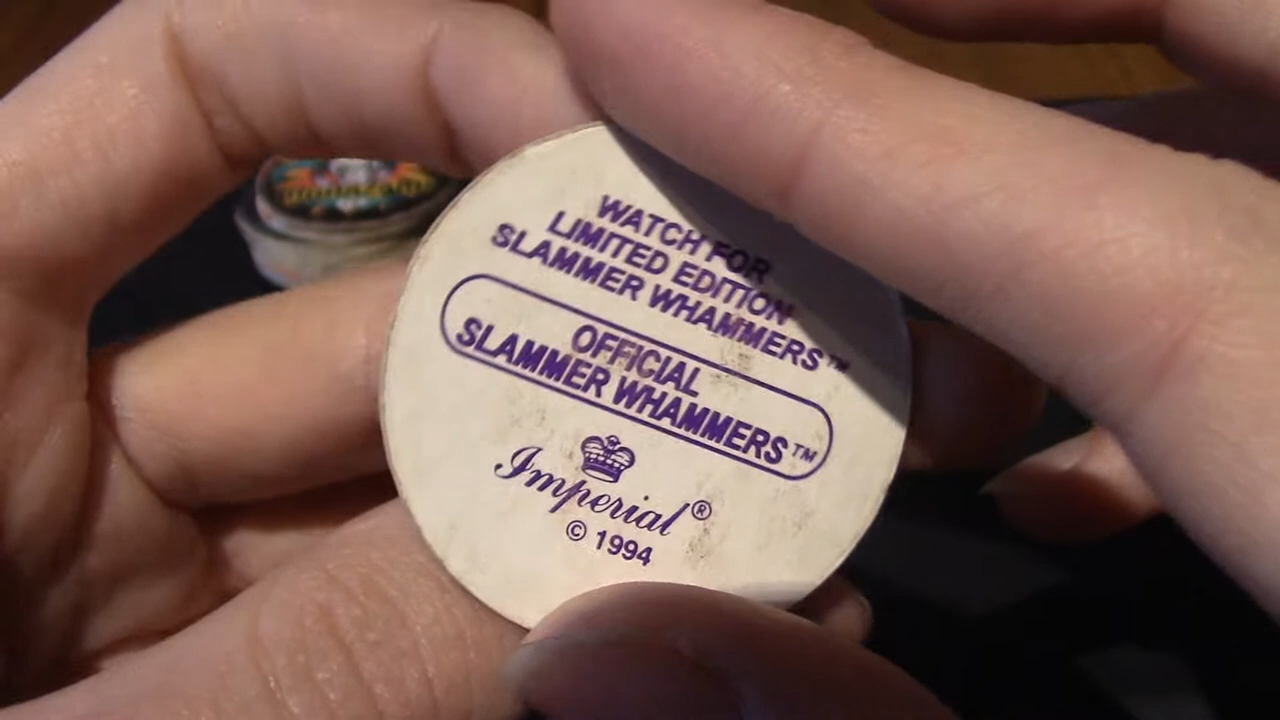 WATCH FOR
LIMITED EDITION
SLAMMER WHAMMERS™
OFFICIAL
SLAMMER WHAMMERS™
Imperial®
© 1994